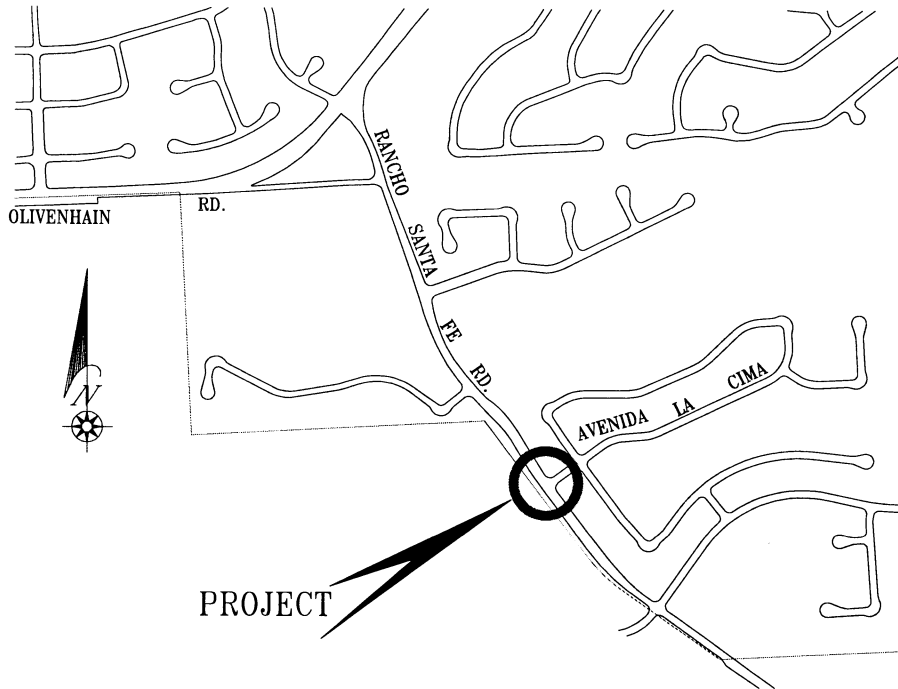 OLIVENHAIN RD.
RANCHO SANTA FE RD.
AVENIDA LA CIMA
N
PROJECT